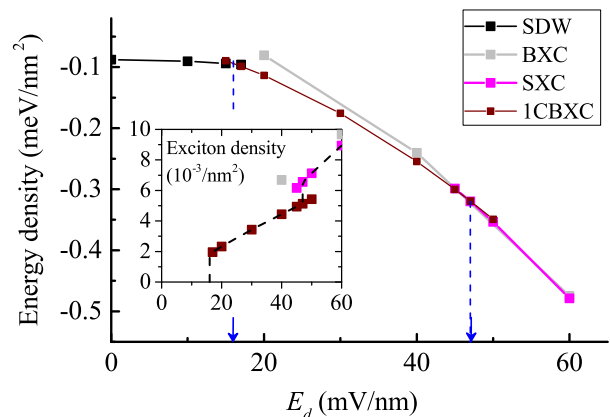 SDW
BXC
SXC
1CBXC
Energy density (meV/nm²)
-0.1
-0.2
-0.3
-0.4
-0.5
Exciton density
(10⁻³/nm²)
10
8
6
4
2
0
20
40
60
0
20
40
60
E_d (mV/nm)